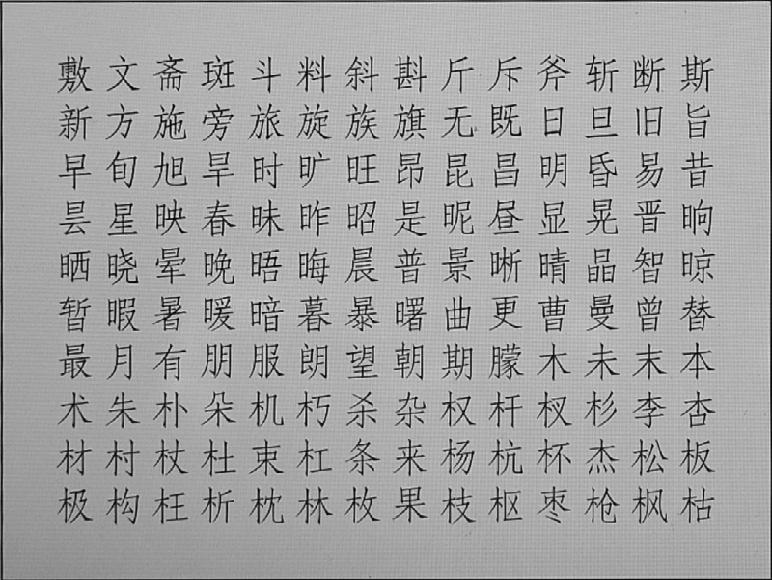 敷文斋斑斗料斜斟斤斥斧斩断斯
新方施旁旅旋族旗无既日旦旧旨
早旬旭旱时旷旺昂昆昌明昏易昔
昙星映春昧昨昭是昵昼显晃晋晌
晒晓晕晚晤晦晨普景晰晴晶智晾
暂暇暑暖暗暮暴曙曲更曹曼曾替
最月有朋服朗望朝期朦木未末本
术朱朴朵机朽杀杂权杆杈杉李杏
材村杖杜束杠条来杨杭杯杰松板
极构枉析枕林枚果枝枢枣枪枫枯